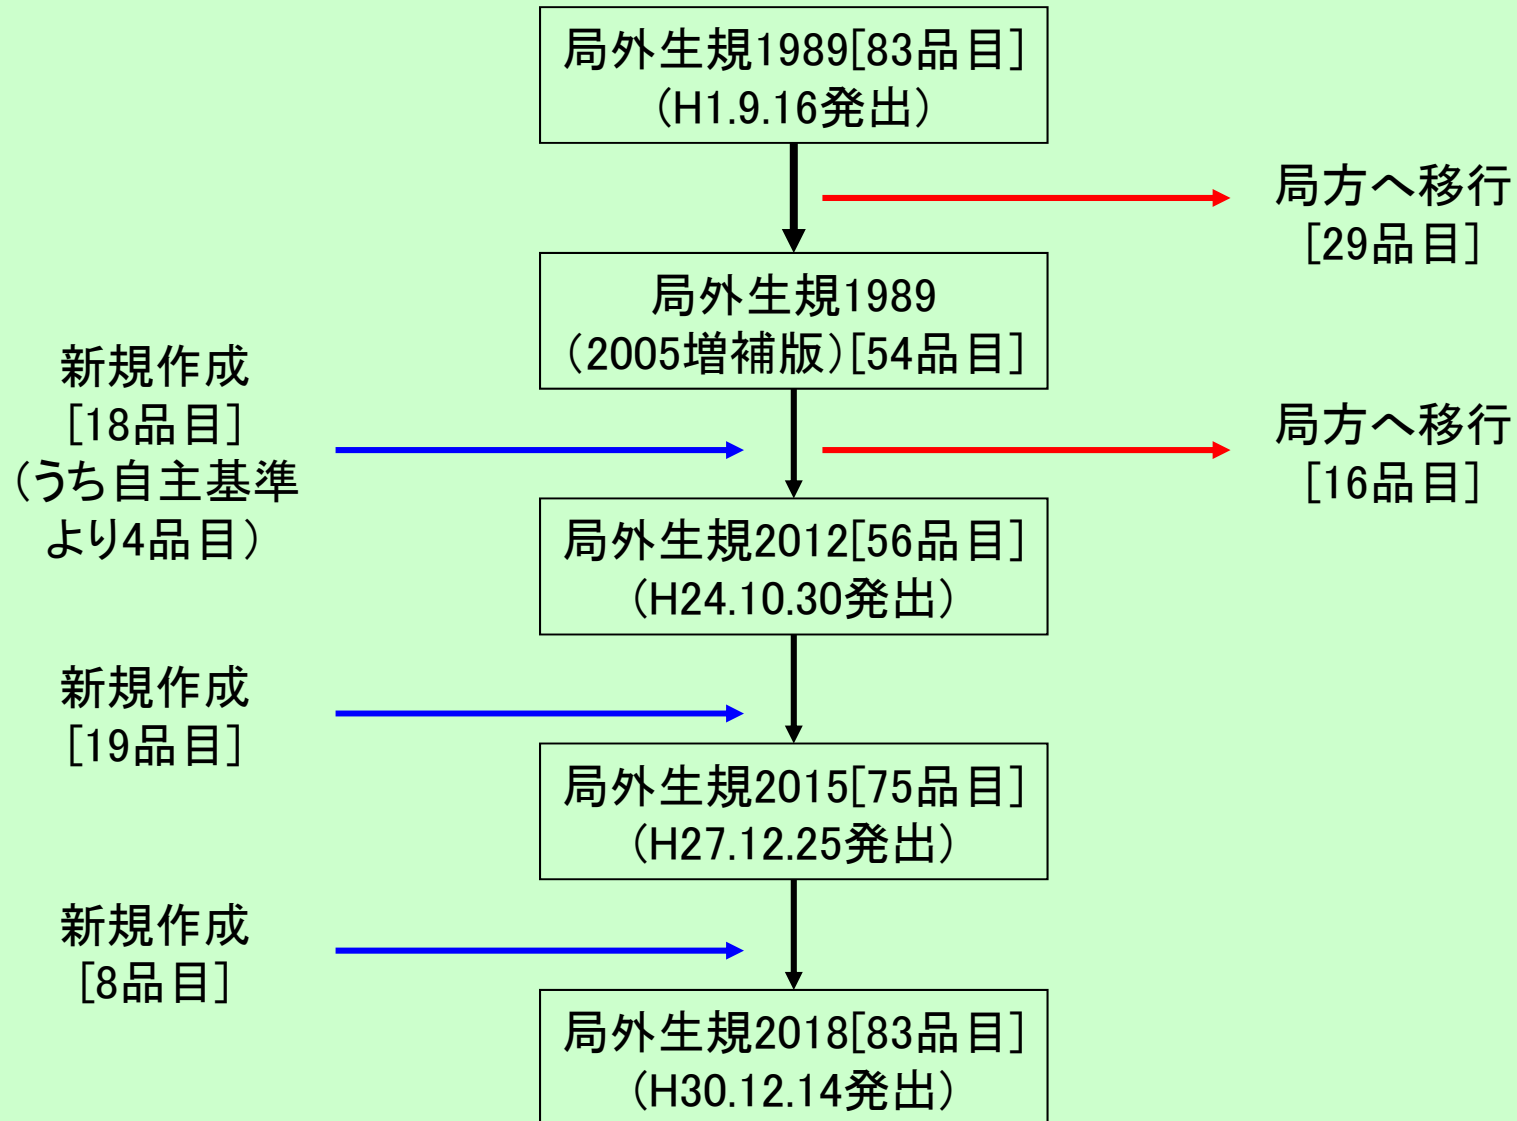 局外生規1989[83品目]
(H1.9.16発出)
局方へ移行
[29品目]
局外生規1989
(2005増補版)[54品目]
新規作成
[18品目]
(うち自主基準
より4品目)
局方へ移行
[16品目]
局外生規2012[56品目]
(H24.10.30発出)
新規作成
[19品目]
局外生規2015[75品目]
(H27.12.25発出)
新規作成
[8品目]
局外生規2018[83品目]
(H30.12.14発出)